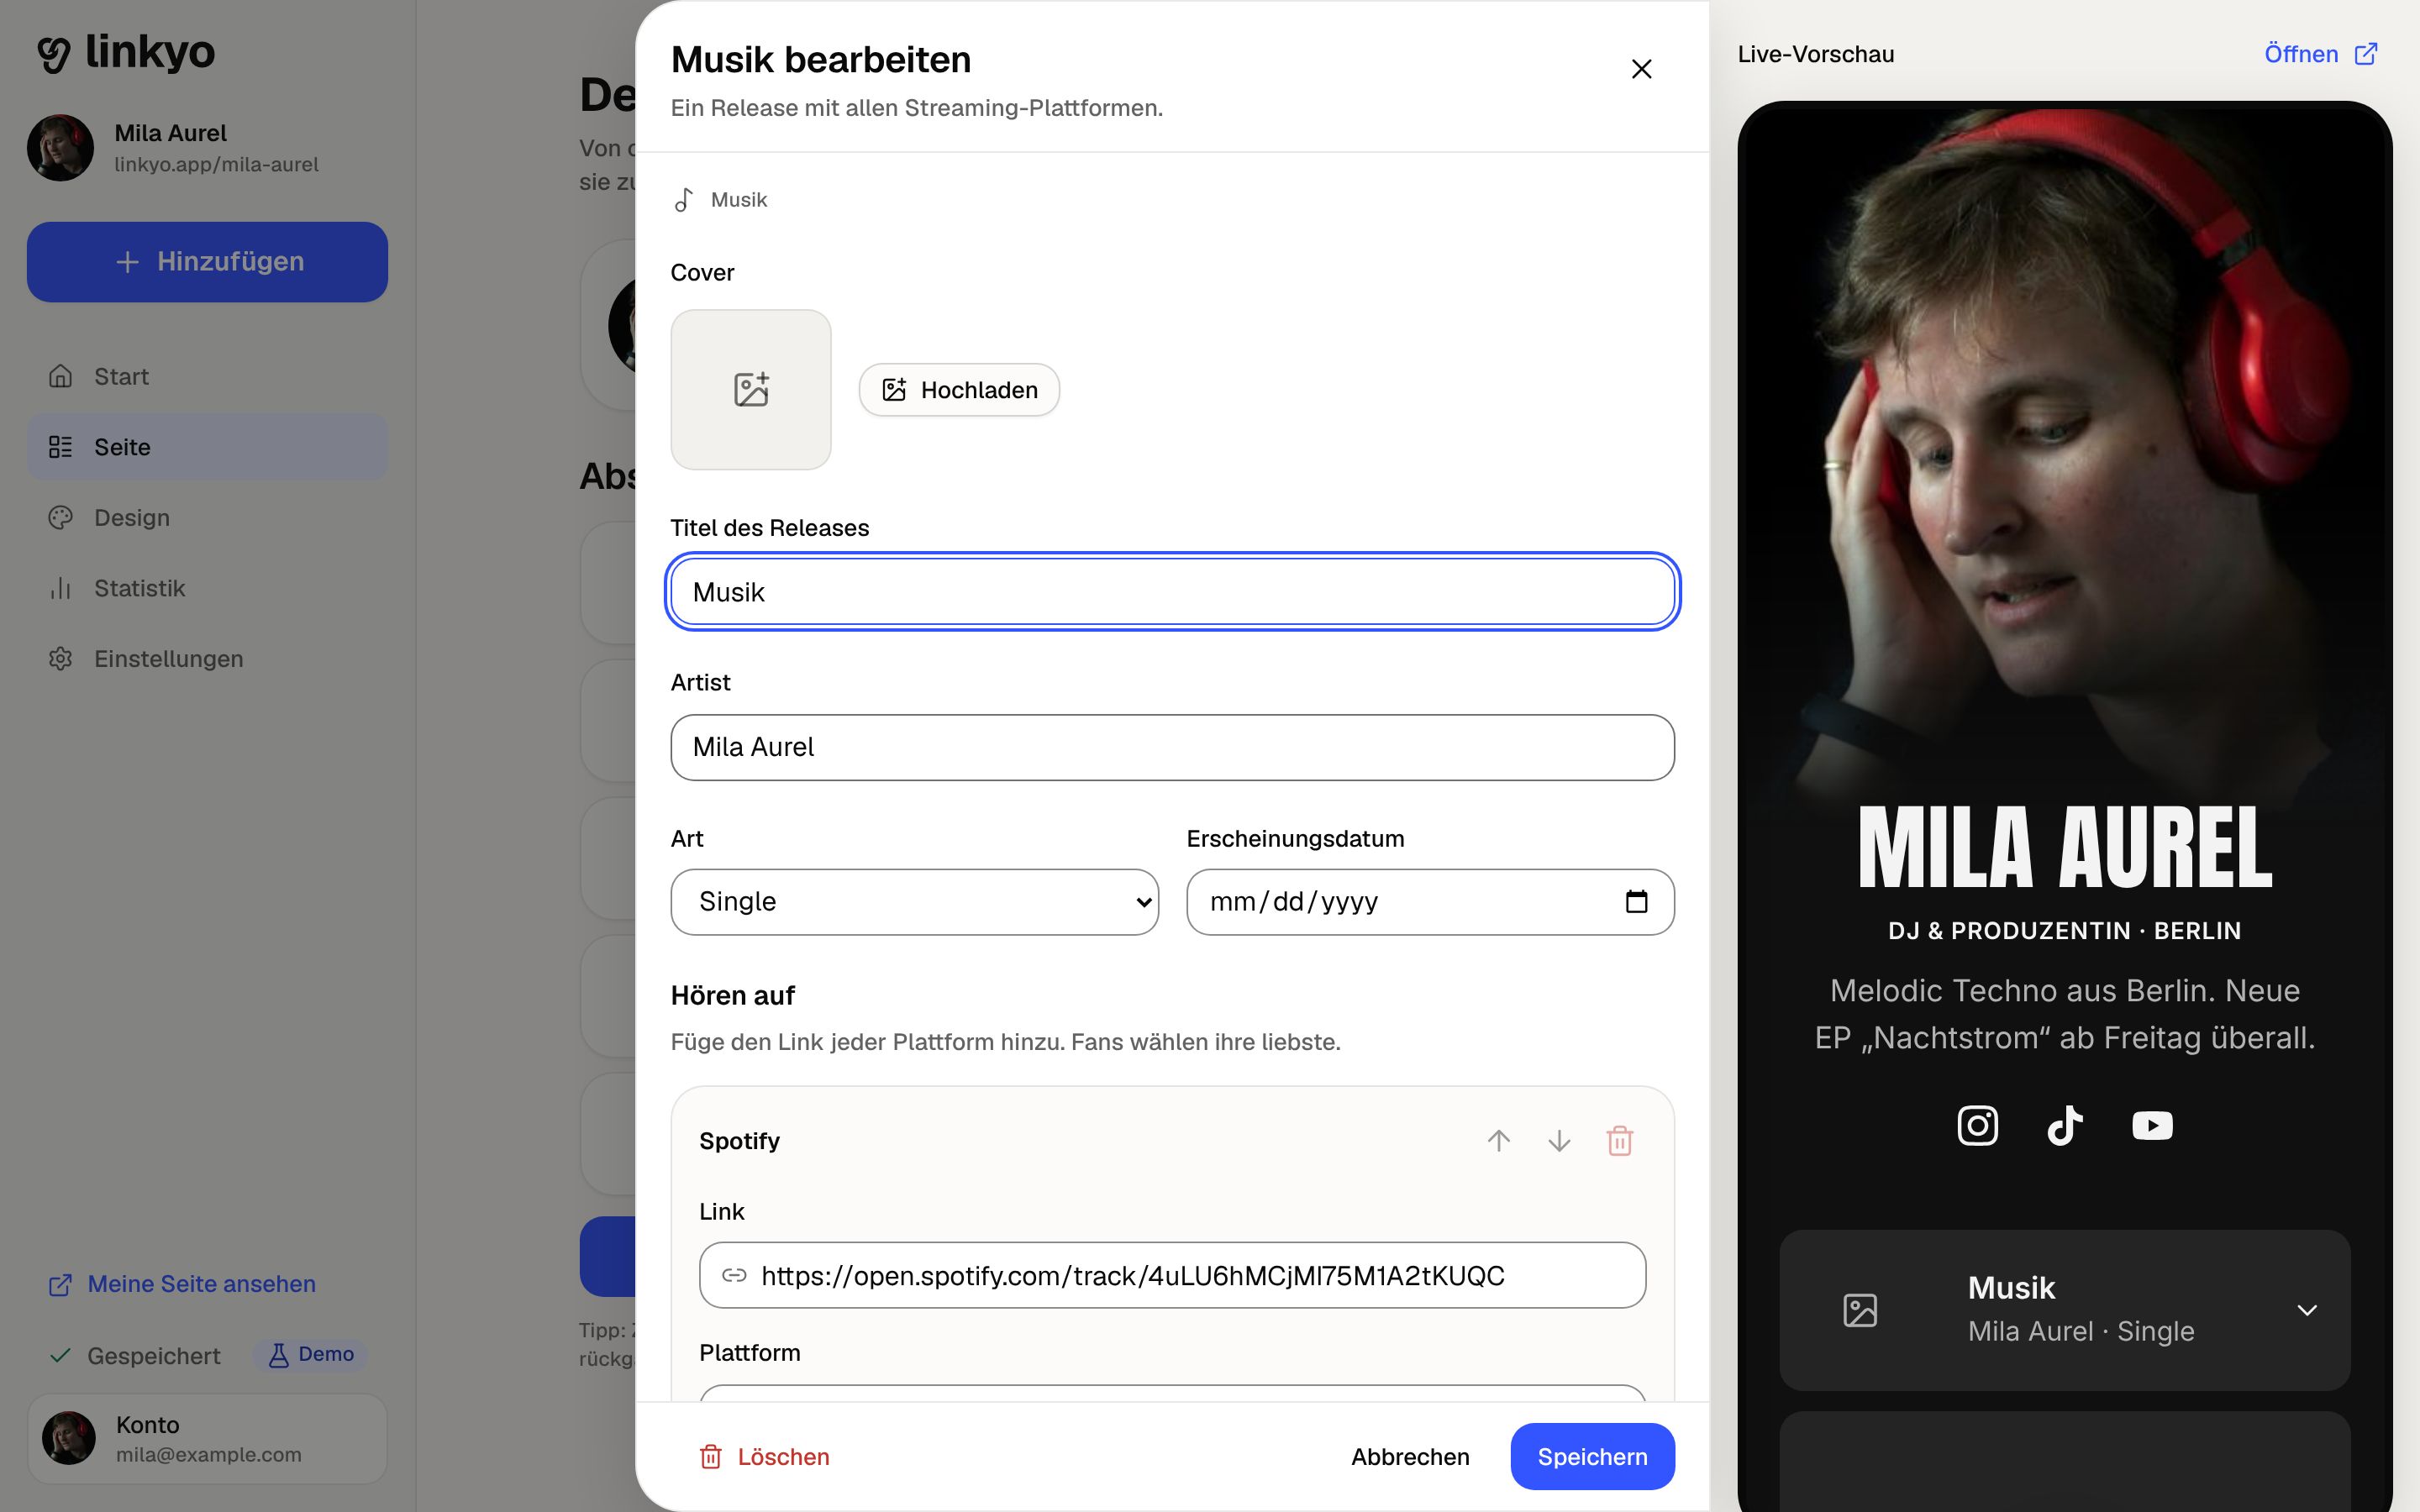 linkyo
Mila Aurel
linkyo.app/mila-aurel
Hinzufügen
Start
Seite
Design
Statistik
Einstellungen
Meine Seite ansehen
Gespeichert
Demo
Konto
mila@example.com
De
Von
sie zu
Abs
Tipp:
rückg
Musik bearbeiten
Ein Release mit allen Streaming-Plattformen.
Musik
Cover
Hochladen
Titel des Releases
Musik
Artist
Mila Aurel
Art
Erscheinungsdatum
Single
mm/dd/yyyy
Hören auf
Füge den Link jeder Plattform hinzu. Fans wählen ihre liebste.
Spotify
Link
https://open.spotify.com/track/4uLU6hMCjMI75M1A2tKUQC
Plattform
Löschen
Abbrechen
Speichern
Live-Vorschau
Öffnen
MILA AUREL
DJ & PRODUZENTIN · BERLIN
Melodic Techno aus Berlin. Neue
EP „Nachtstrom“ ab Freitag überall.
Musik
Mila Aurel · Single